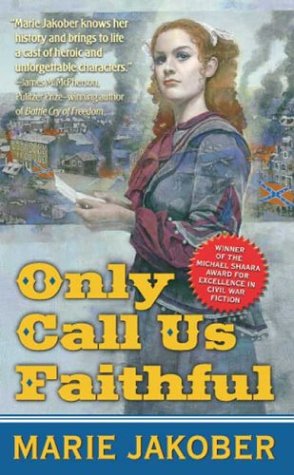 "Marie Jakober knows her
history and brings to life
a cast of heroic and
unforgettable characters."
—James M. McPherson,
Pulitzer Prize–winning author
of Battle Cry of Freedom
WINNER
OF THE
MICHAEL SHAARA
AWARD FOR
EXCELLENCE IN
CIVIL WAR
FICTION
Only
Call Us
Faithful
MARIE JAKOBER